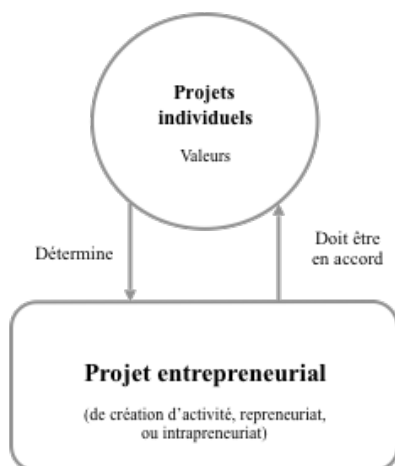 Projets
individuels
Valeurs
Détermine
Doit être
en accord
Projet entrepreneurial
(de création d’activité, repreneuriat,
ou intrapreneuriat)